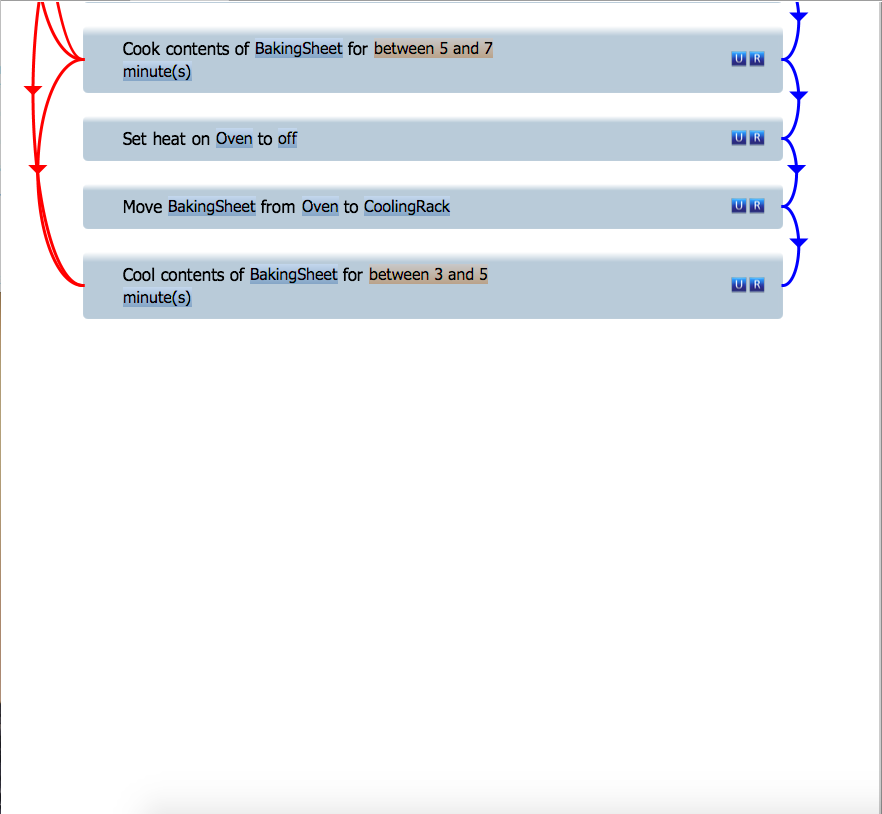 Cook contents of BakingSheet for between 5 and 7
minute(s)
U R
Set heat on Oven to off
U R
Move BakingSheet from Oven to CoolingRack
U R
Cool contents of BakingSheet for between 3 and 5
minute(s)
U R